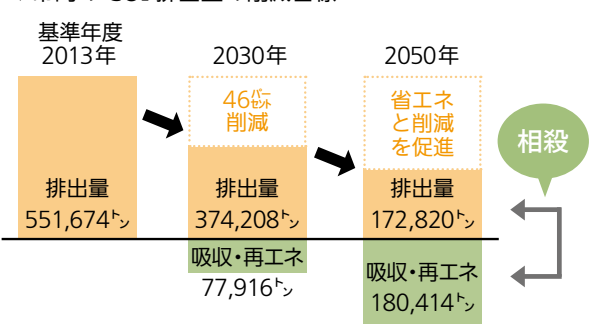 基準年度
2013年
2030年
2050年
46㌫
削減
省エネ
と削減
を促進
相殺
排出量
551,674㌧
排出量
374,208㌧
排出量
172,820㌧
吸収・再エネ
77,916㌧
吸収・再エネ
180,414㌧